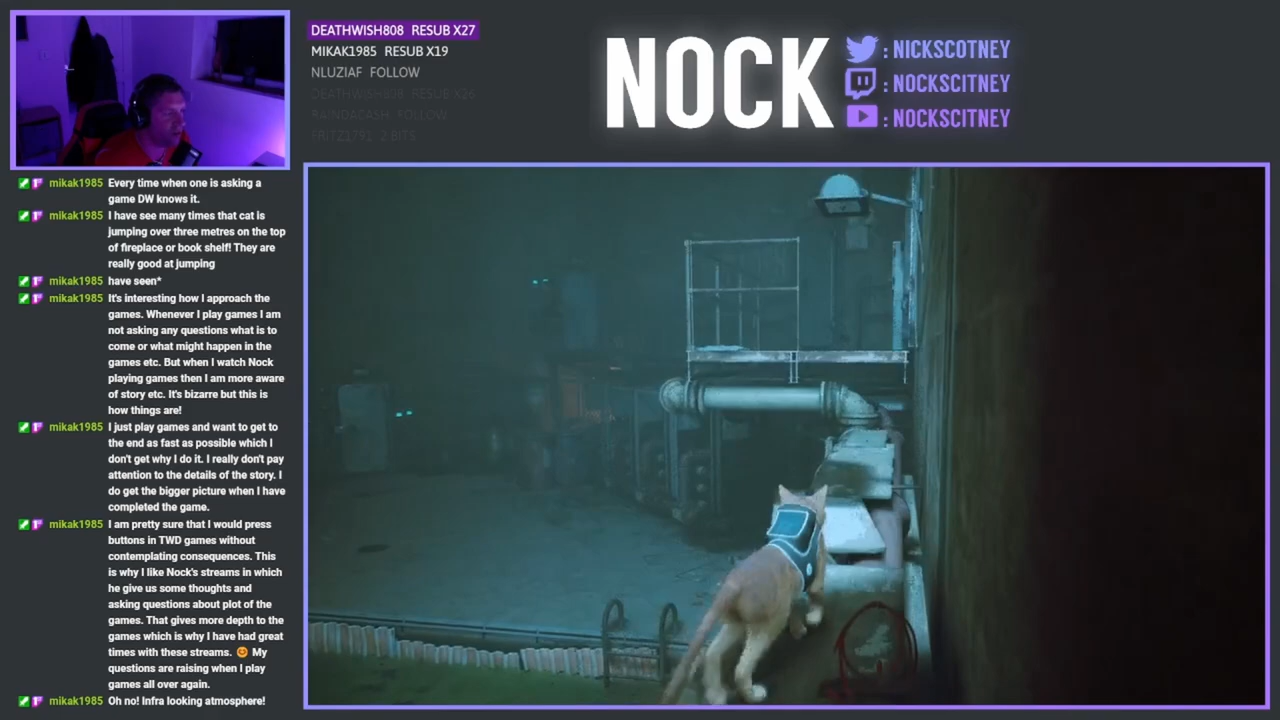 DEATHWISH808 RESUB X27
MIKAK1985 RESUB X19
NLUZIAF FOLLOW
DEATHWISH808 RESUB X26
RAINDACASH FOLLOW
FRITZ1791 2 BITS
NOCK
: NICKSCOTNEY
: NOCKSCITNEY
: NOCKSCITNEY
mikak1985 Every time when one is asking a
game DW knows it.
mikak1985 I have see many times that cat is
jumping over three metres on the top
of fireplace or book shelf! They are
really good at jumping
mikak1985 have seen*
mikak1985 It's interesting how I approach the
games. Whenever I play games I am
not asking any questions what is to
come or what might happen in the
games etc. But when I watch Nock
playing games then I am more aware
of story etc. It's bizarre but this is
how things are!
mikak1985 I just play games and want to get to
the end as fast as possible which I
don't get why I do it. I really don't pay
attention to the details of the story. I
do get the bigger picture when I have
completed the game.
mikak1985 I am pretty sure that I would press
buttons in TWD games without
contemplating consequences. This
is why I like Nock's streams in which
he give us some thoughts and
asking questions about plot of the
games. That gives more depth to the
games which is why I have had great
times with these streams. 😊 My
questions are raising when I play
games all over again.
mikak1985 Oh no! Infra looking atmosphere!